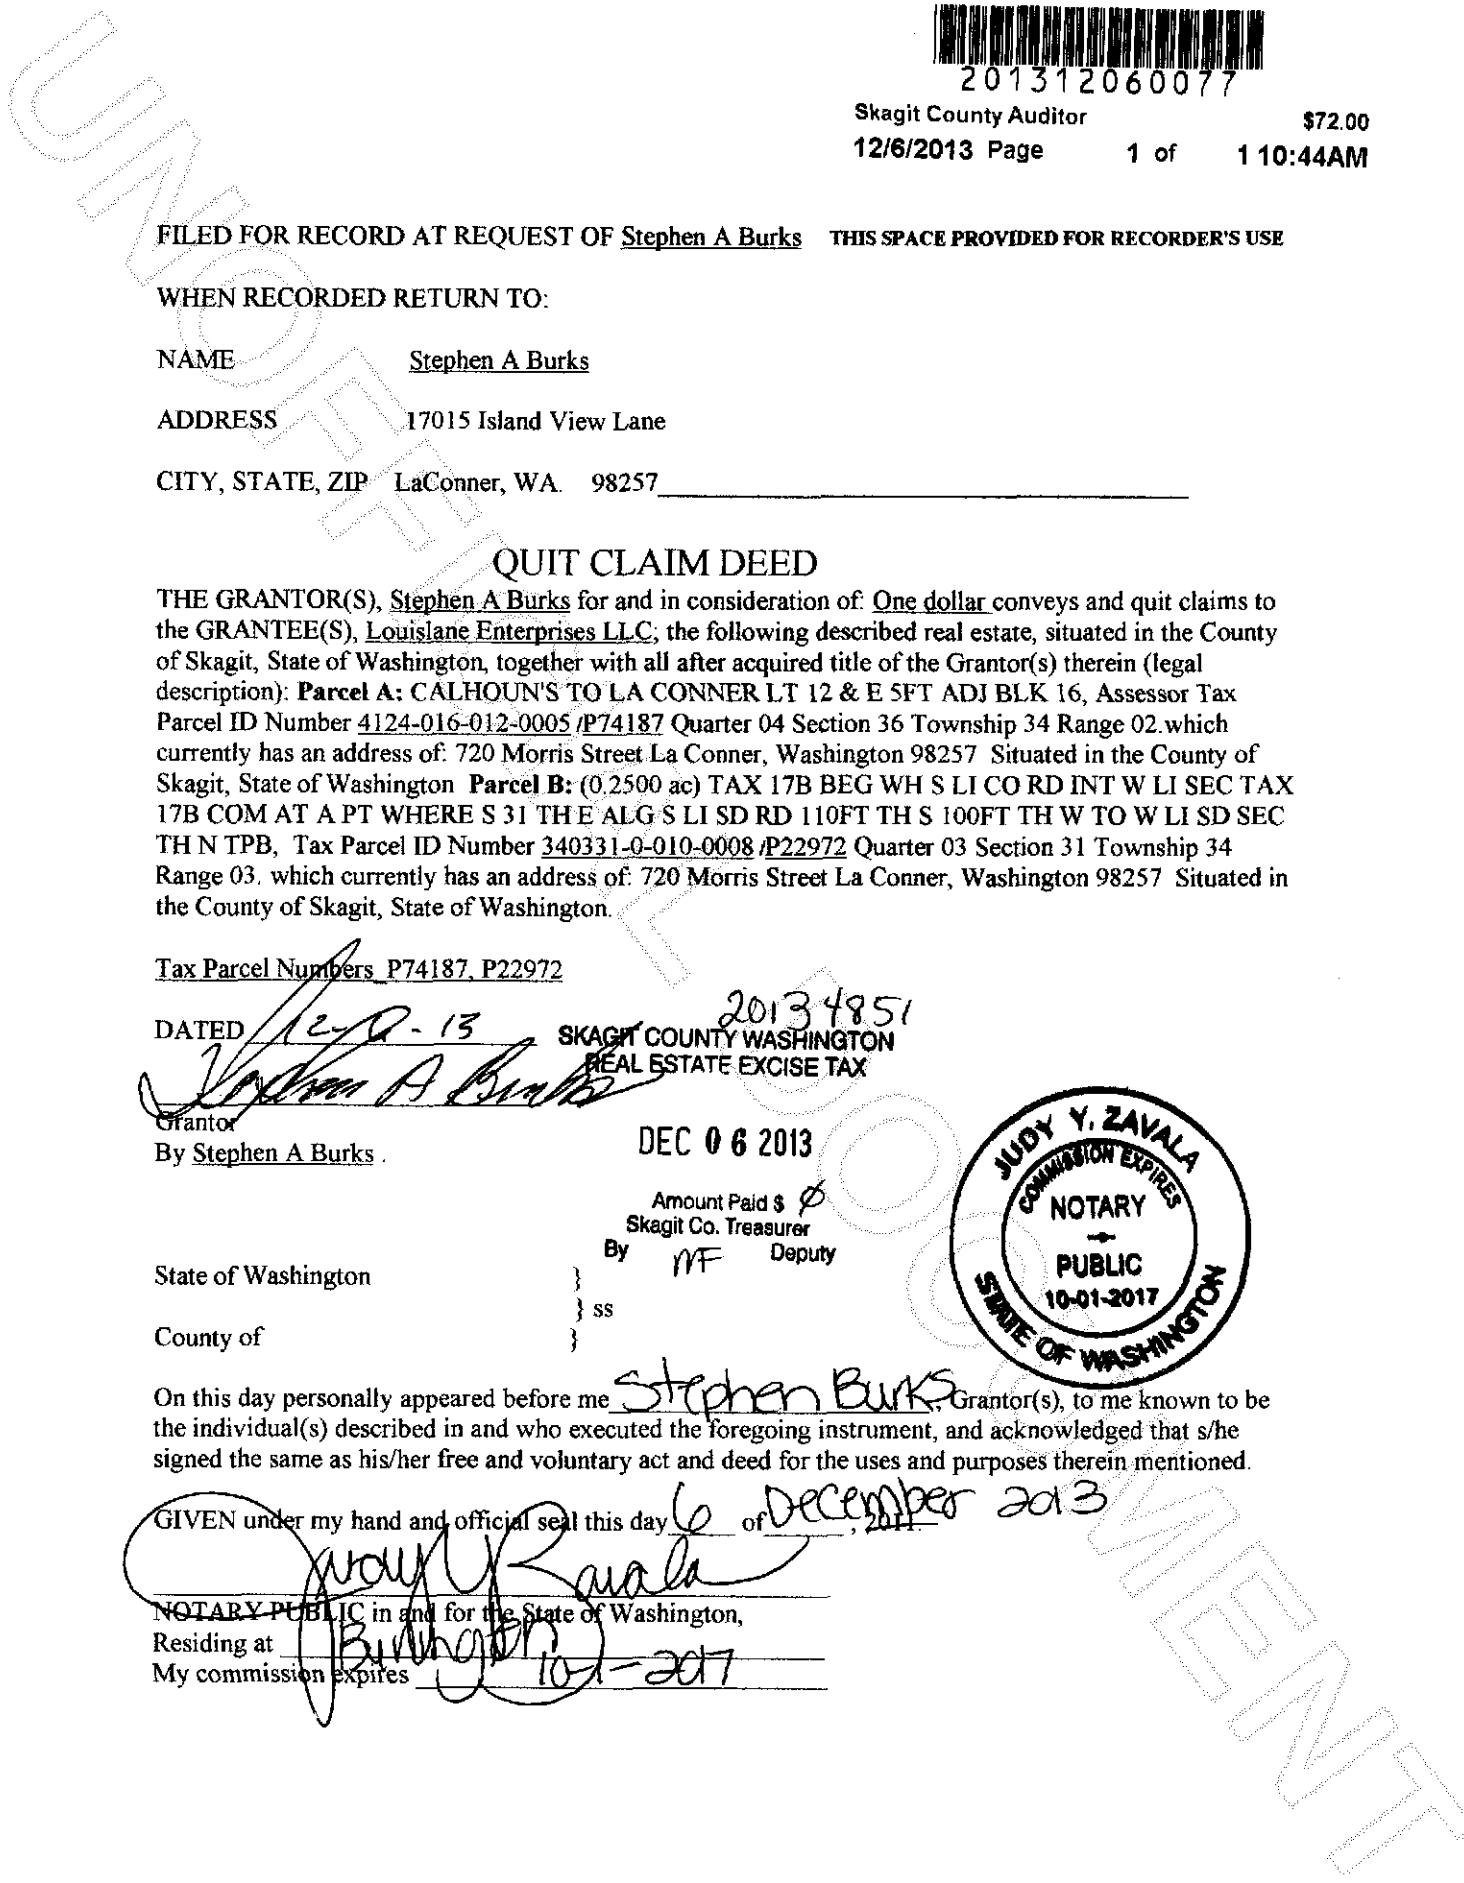 201312060077
Skagit County Auditor $72.00
12/6/2013 Page 1 of 1 10:44AM
FILED FOR RECORD AT REQUEST OF Stephen A Burks THIS SPACE PROVIDED FOR RECORDER'S USE
WHEN RECORDED RETURN TO:
NAME Stephen A Burks
ADDRESS 17015 Island View Lane
CITY, STATE, ZIP LaConner, WA. 98257
QUIT CLAIM DEED
THE GRANTOR(S), Stephen A Burks for and in consideration of: One dollar conveys and quit claims to
the GRANTEE(S), Louislane Enterprises LLC; the following described real estate, situated in the County
of Skagit, State of Washington, together with all after acquired title of the Grantor(s) therein (legal
description): Parcel A: CALHOUN'S TO LA CONNER LT 12 & E 5FT ADJ BLK 16, Assessor Tax
Parcel ID Number 4124-016-012-0005 /P74187 Quarter 04 Section 36 Township 34 Range 02.which
currently has an address of: 720 Morris Street La Conner, Washington 98257 Situated in the County of
Skagit, State of Washington Parcel B: (0.2500 ac) TAX 17B BEG WH S LI CO RD INT W LI SEC TAX
17B COM AT A PT WHERE S 31 TH E ALG S LI SD RD 110FT TH S 100FT TH W TO W LI SD SEC
TH N TPB, Tax Parcel ID Number 340331-0-010-0008 /P22972 Quarter 03 Section 31 Township 34
Range 03. which currently has an address of: 720 Morris Street La Conner, Washington 98257 Situated in
the County of Skagit, State of Washington.
Tax Parcel Numbers P74187, P22972
20134851
DATED 12- - 13 SKAGIT COUNTY WASHINGTON
REAL ESTATE EXCISE TAX
Stephen A Burks
Grantor
By Stephen A Burks .
DEC 06 2013
Amount Paid $ Ø
Skagit Co. Treasurer
By MF Deputy
JUDY Y. ZAVALA
COMMISSION EXPIRES
NOTARY
PUBLIC
10-01-2017
STATE OF WASHINGTON
State of Washington }
} ss
County of }
On this day personally appeared before me Stephen Burks, Grantor(s), to me known to be
the individual(s) described in and who executed the foregoing instrument, and acknowledged that s/he
signed the same as his/her free and voluntary act and deed for the uses and purposes therein mentioned.
GIVEN under my hand and official seal this day 6 of December , 2011. 2013
Judy Y Zavala
NOTARY PUBLIC in and for the State of Washington,
Residing at Burlington
My commission expires 10-1-2017
UNOFFICIAL DOCUMENT